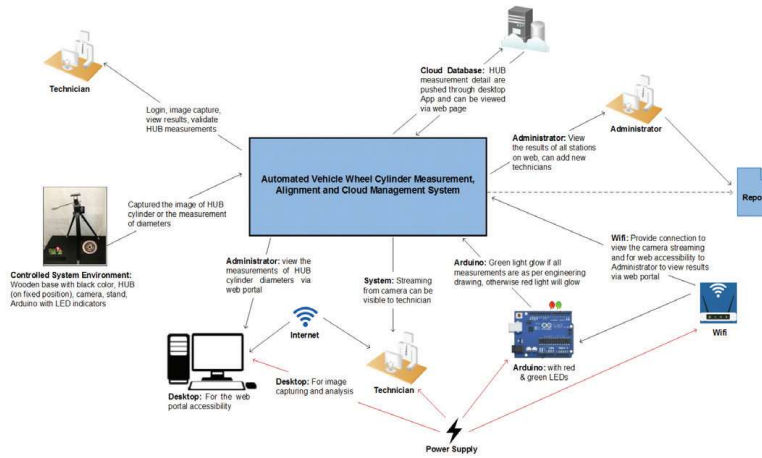 Technician
Login, image capture,
view results, validate
HUB measurements
Cloud Database: HUB
measurement detail are
pushed through desktop
App and can be viewed
via web page
Administrator: View
the results of all stations
on web, can add new
technicians
Administrator
Automated Vehicle Wheel Cylinder Measurement,
Alignment and Cloud Management System
Repo
Captured the image of HUB
cylinder or the measurement
of diameters
Controlled System Environment:
Wooden base with black color, HUB
(on fixed position), camera, stand,
Arduino with LED indicators
Administrator: view the
measurements of HUB
cylinder diameters via
web portal
System: Streaming
from camera can be
visible to technician
Arduino: Green light glow if all
measurements are as per engineering
drawing, otherwise red light will glow
Wifi: Provide connection to
view the camera streaming
and for web accessibility to
Administrator to view results
via web portal
Internet
Wifi
Desktop: For the web
portal accessibility
Desktop: For image
capturing and analysis
Technician
Arduino: with red
& green LEDs
Power Supply